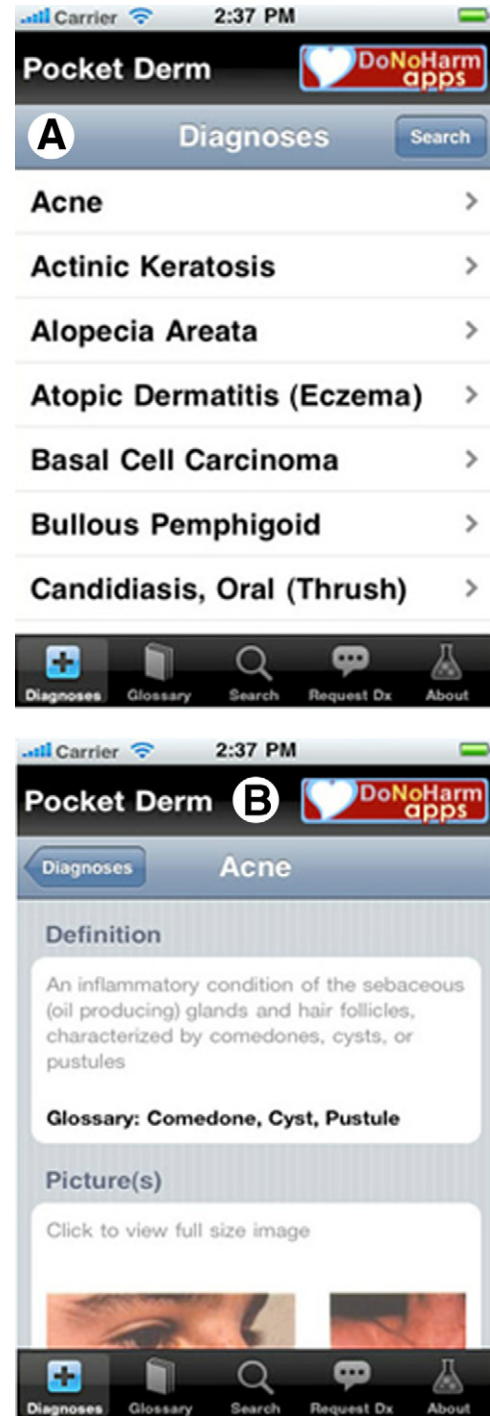 Carrier 2:37 PM
Pocket Derm DoNoHarm
apps
A Diagnoses Search
Acne
Actinic Keratosis
Alopecia Areata
Atopic Dermatitis (Eczema)
Basal Cell Carcinoma
Bullous Pemphigoid
Candidiasis, Oral (Thrush)
Diagnoses Glossary Search Request Dx About
Carrier 2:37 PM
Pocket Derm B DoNoHarm
apps
Diagnoses Acne
Definition
An inflammatory condition of the sebaceous
(oil producing) glands and hair follicles,
characterized by comedones, cysts, or
pustules
Glossary: Comedone, Cyst, Pustule
Picture(s)
Click to view full size image
Diagnoses Glossary Search Request Dx About